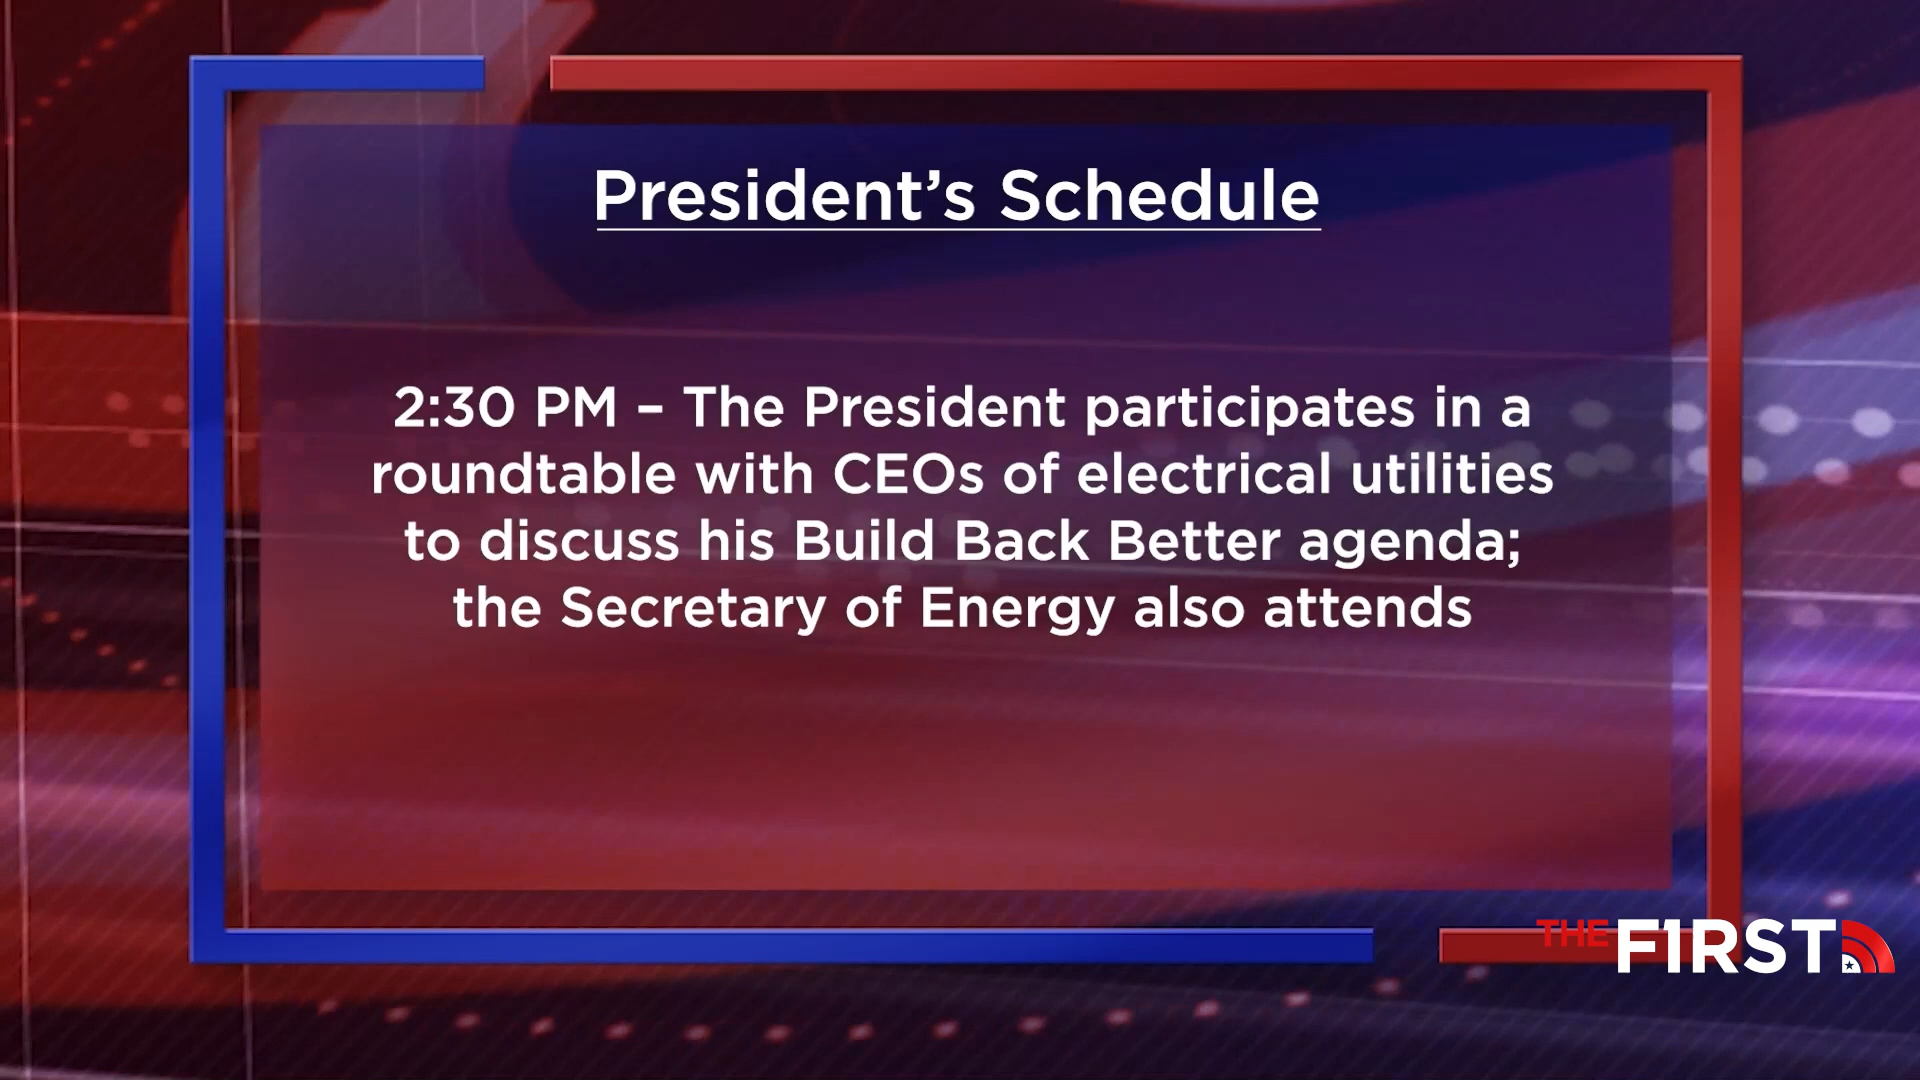 President’s Schedule
2:30 PM – The President participates in a
roundtable with CEOs of electrical utilities
to discuss his Build Back Better agenda;
the Secretary of Energy also attends
THE FIRST